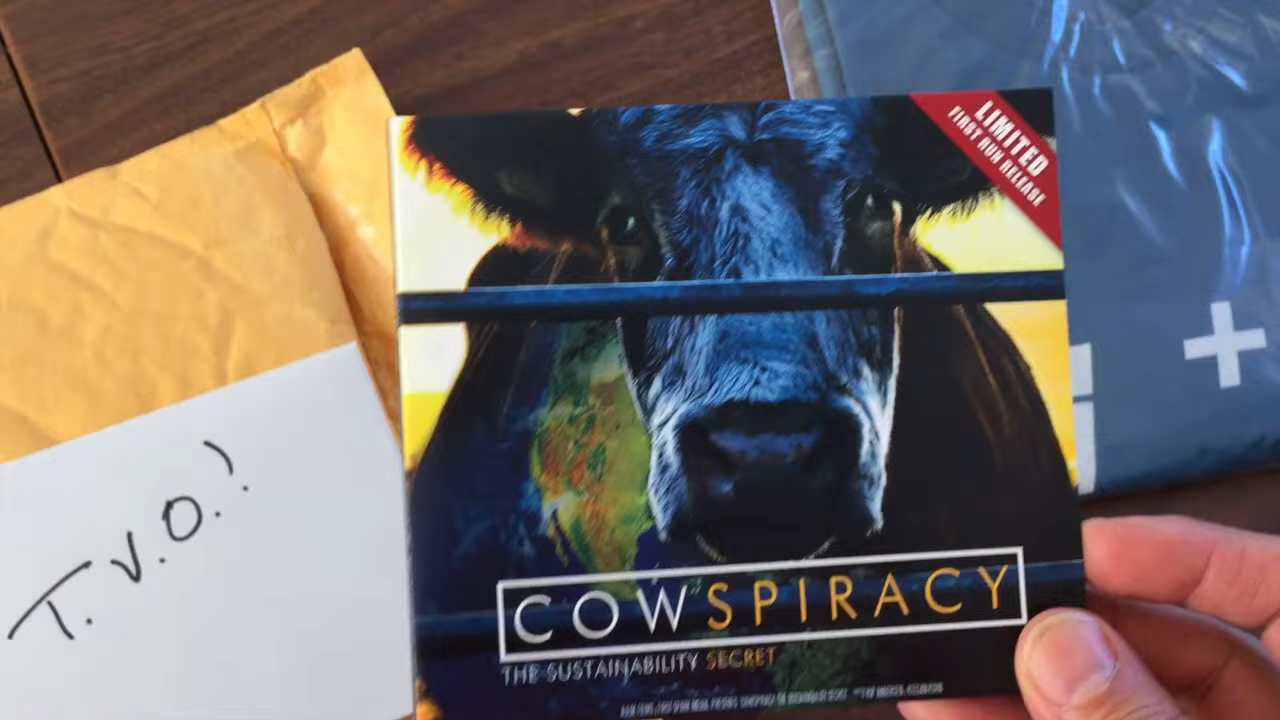 T.V.O.!
LIMITED
FIRST RUN RELEASE
COWSPIRACY
THE SUSTAINABILITY SECRET